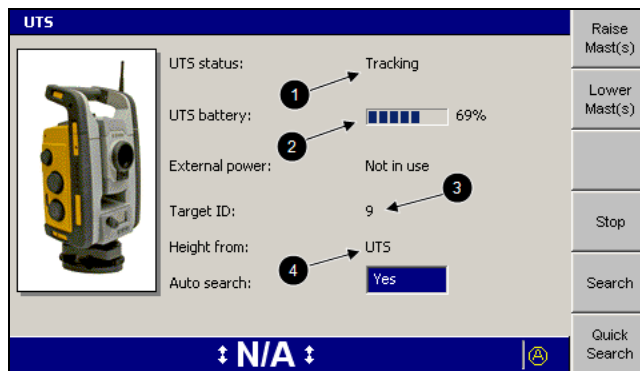 UTS
Raise
Mast(s)
Lower
Mast(s)
Stop
Search
Quick
Search
UTS status: Tracking
1
UTS battery: 69%
2
External power: Not in use
3
Target ID: 9
Height from: UTS
4
Auto search: Yes
N/A
A